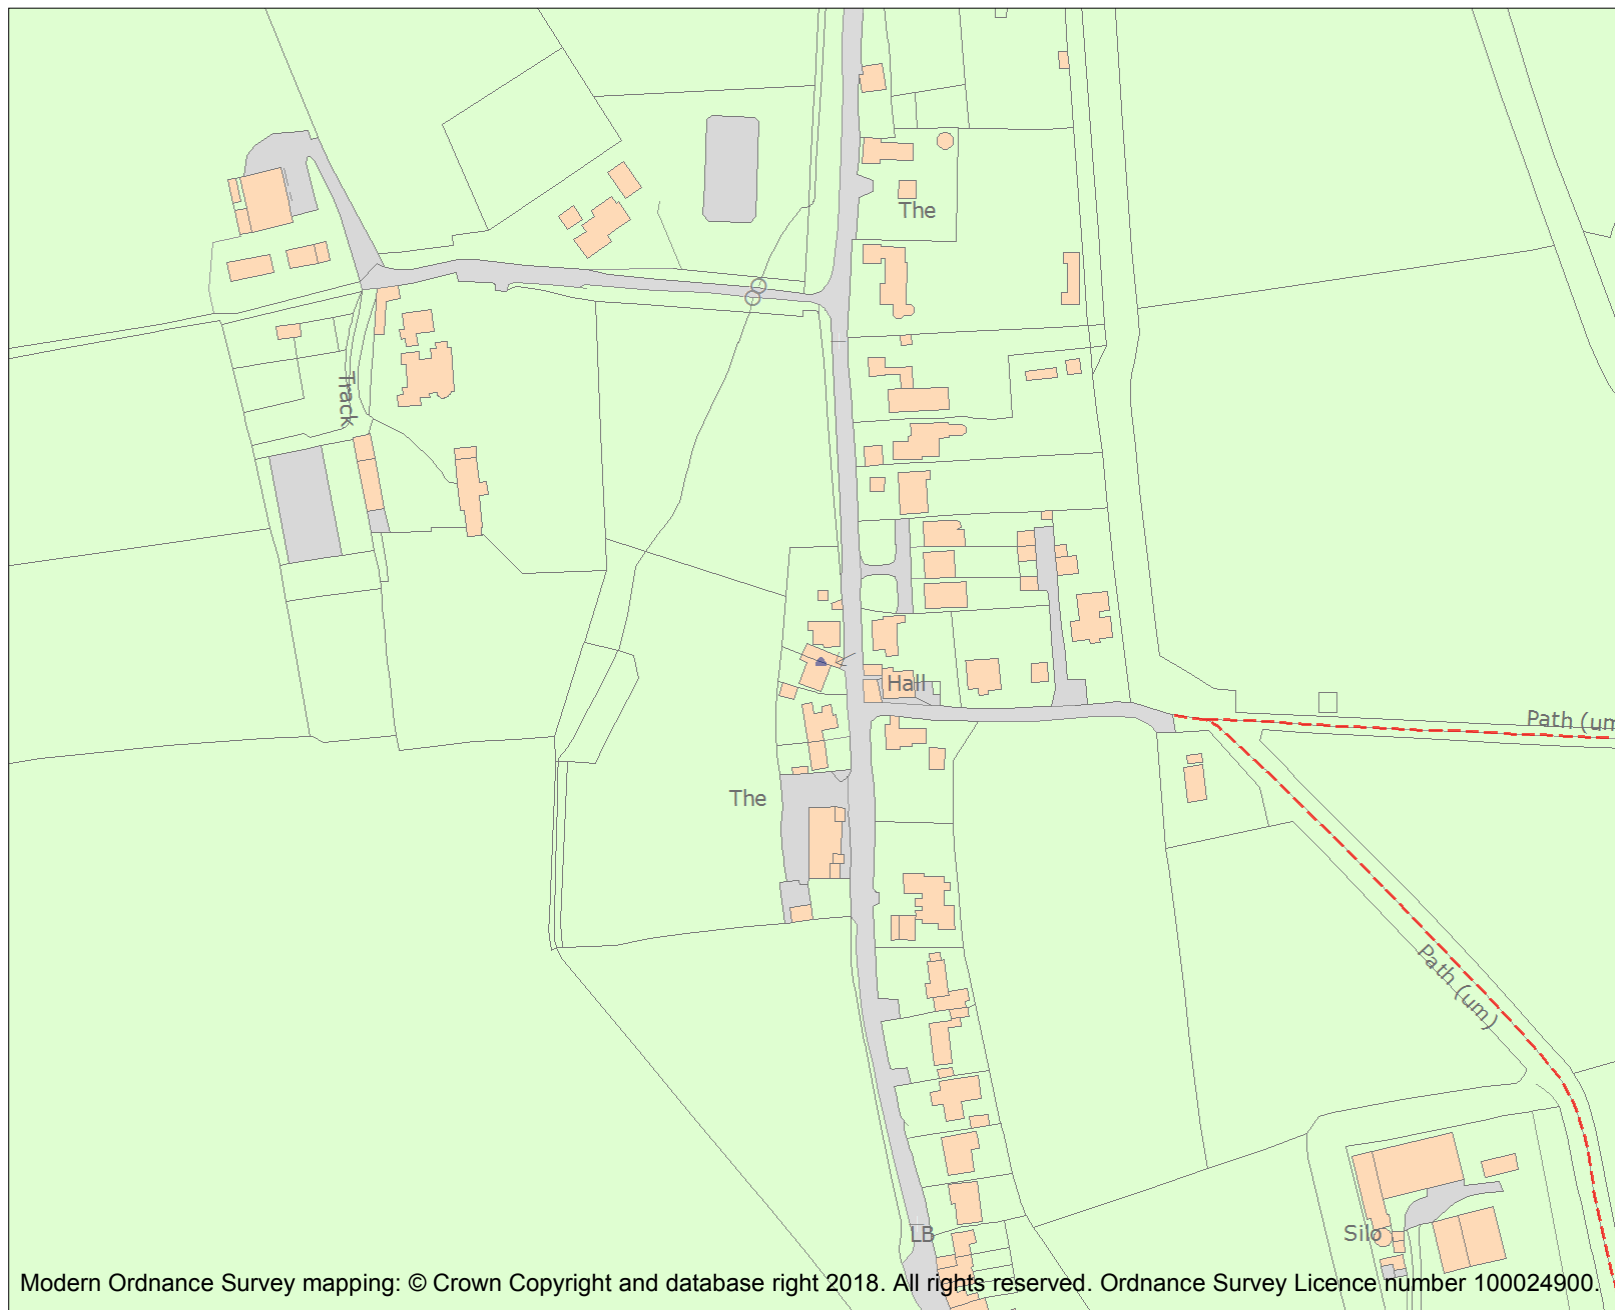 The
Track
Hall
Path (um
The
Path (um)
LB
Silo
Modern Ordnance Survey mapping: © Crown Copyright and database right 2018. All rights reserved. Ordnance Survey Licence number 100024900.